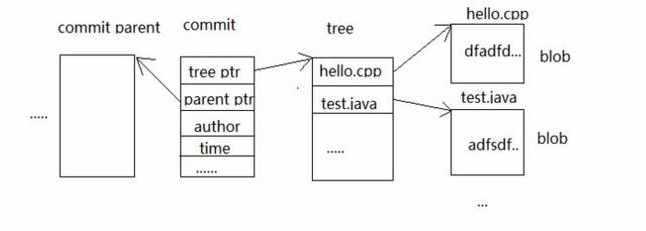 commit parent
commit
tree
hello.cpp
tree ptr
parent ptr
author
time
......
.....
hello.cpp
test.java
.....
dfadfd...
blob
test.java
adfsdf..
blob
...